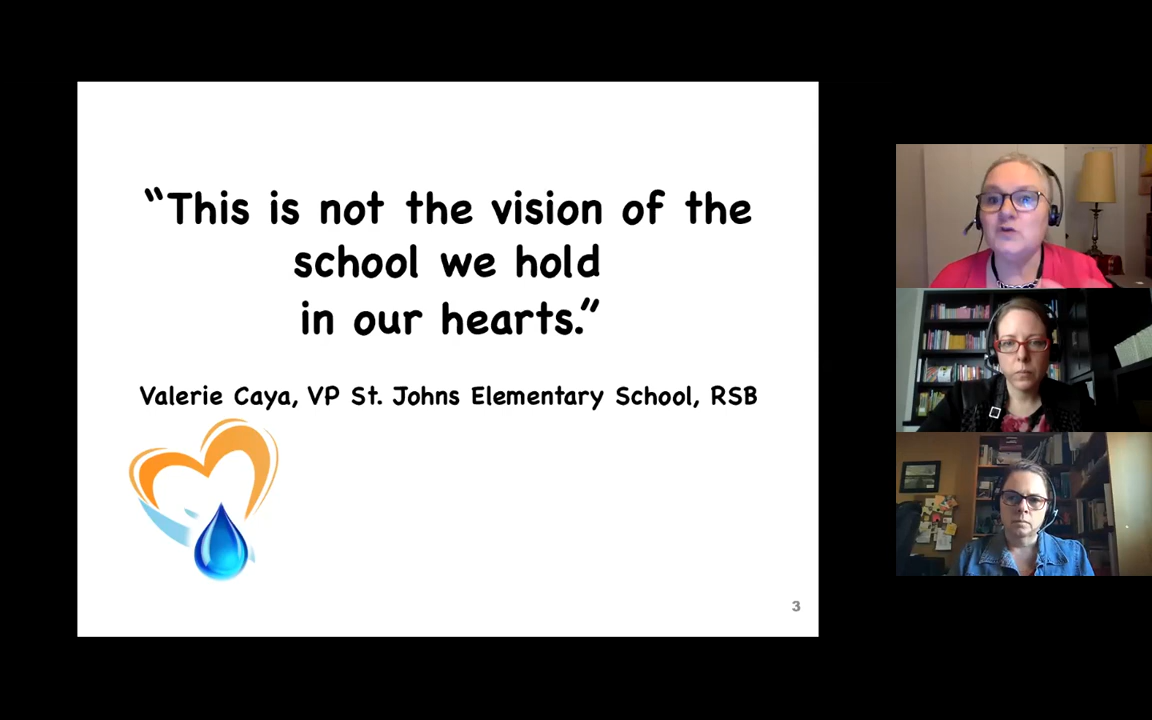 “This is not the vision of the
school we hold
in our hearts.”
Valerie Caya, VP St. Johns Elementary School, RSB
3